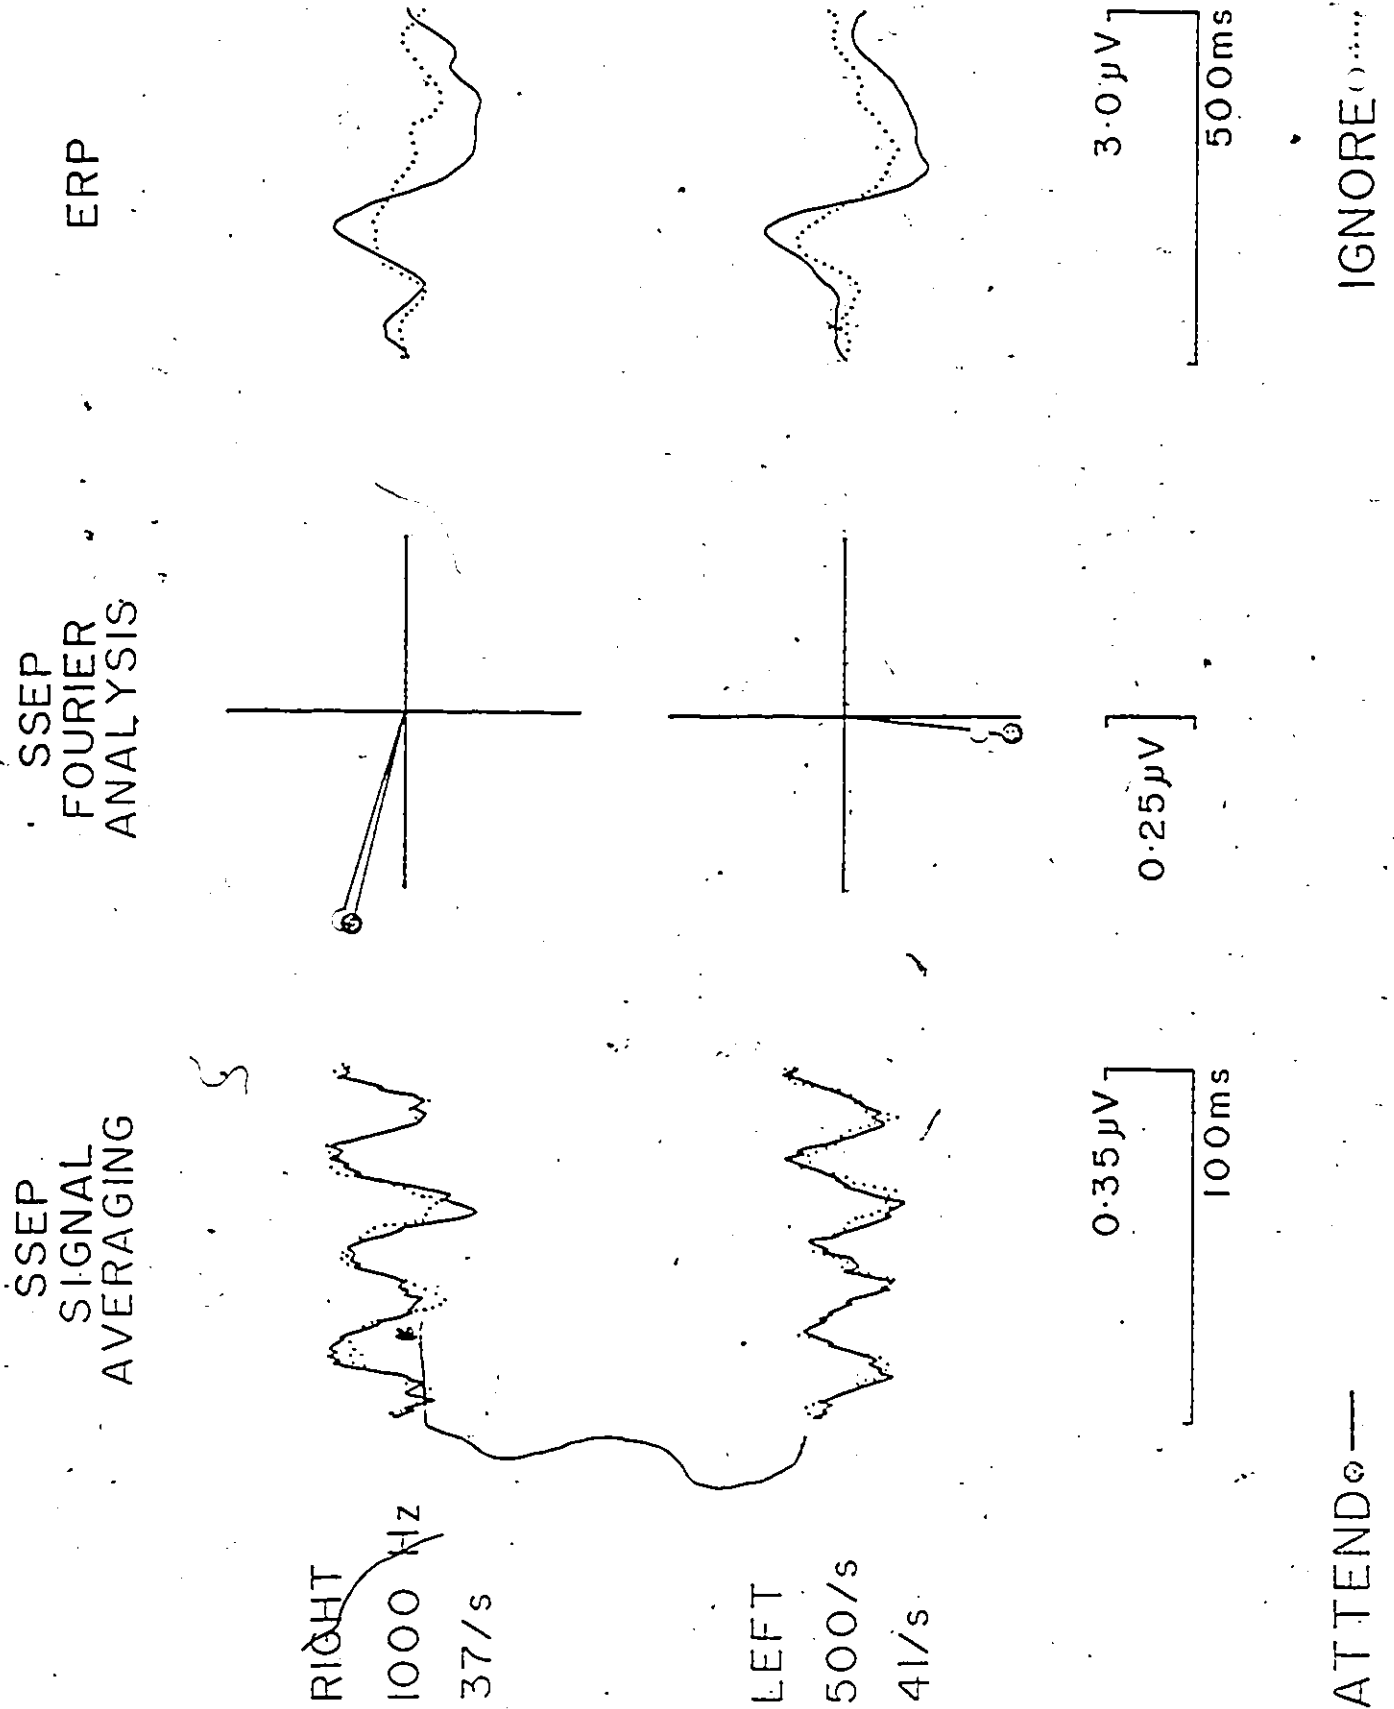 SSEP
SIGNAL
AVERAGING
SSEP
FOURIER
ANALYSIS
ERP
RIGHT
1000 Hz
37/s
LEFT
500/s
41/s
0.35µV
100ms
0.25µV
3.0µV
500ms
ATTEND
IGNORE